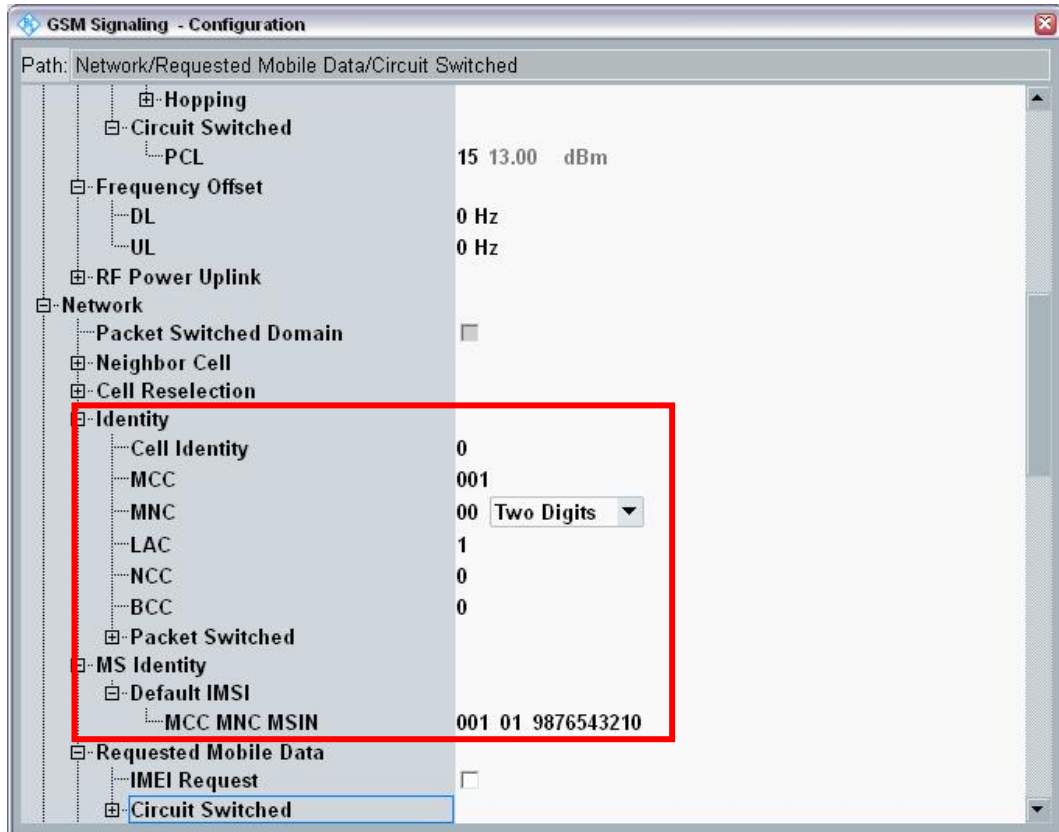 GSM Signaling - Configuration
Path: Network/Requested Mobile Data/Circuit Switched
Hopping
Circuit Switched
PCL 15 13.00 dBm
Frequency Offset
DL 0 Hz
UL 0 Hz
RF Power Uplink
Network
Packet Switched Domain
Neighbor Cell
Cell Reselection
Identity
Cell Identity 0
MCC 001
MNC 00 Two Digits
LAC 1
NCC 0
BCC 0
Packet Switched
MS Identity
Default IMSI
MCC MNC MSIN 001 01 9876543210
Requested Mobile Data
IMEI Request
Circuit Switched